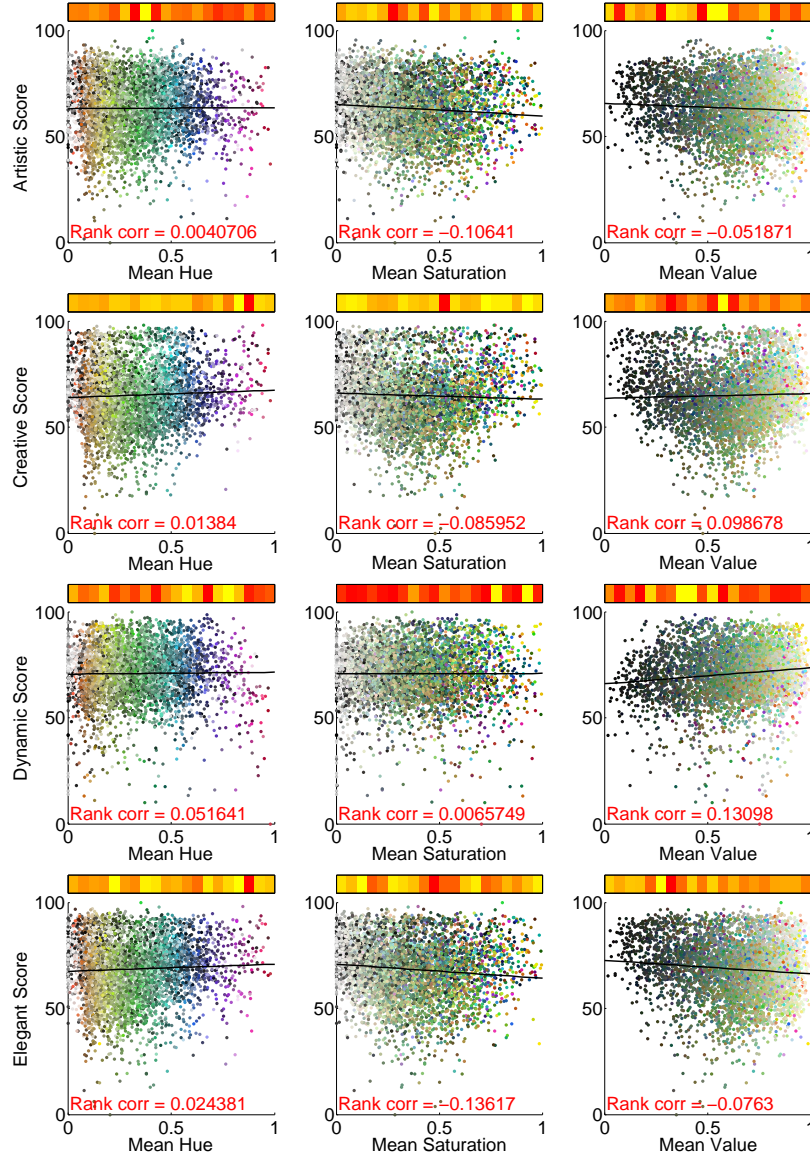 100
50
0
Artistic Score
Rank corr = 0.0040706
0 0.5 1
Mean Hue
Rank corr = −0.10641
0 0.5 1
Mean Saturation
Rank corr = −0.051871
0 0.5 1
Mean Value
100
50
0
Creative Score
Rank corr = 0.01384
0 0.5 1
Mean Hue
100
50
0
Rank corr = −0.085952
0 0.5 1
Mean Saturation
100
50
0
Rank corr = 0.098678
0 0.5 1
Mean Value
100
50
0
Dynamic Score
Rank corr = 0.051641
0 0.5 1
Mean Hue
100
50
0
Rank corr = 0.0065749
0 0.5 1
Mean Saturation
100
50
0
Rank corr = 0.13098
0 0.5 1
Mean Value
100
50
0
Elegant Score
Rank corr = 0.024381
0 0.5 1
Mean Hue
100
50
0
Rank corr = −0.13617
0 0.5 1
Mean Saturation
100
50
0
Rank corr = −0.0763
0 0.5 1
Mean Value